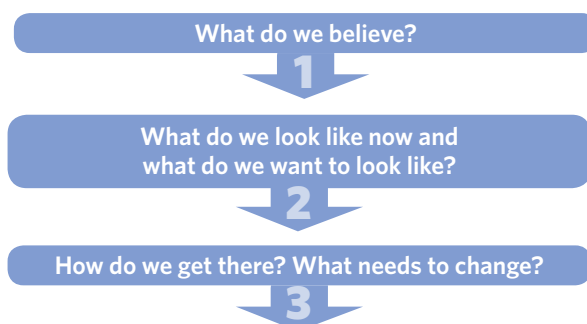 What do we believe?
1
What do we look like now and
what do we want to look like?
2
How do we get there? What needs to change?
3